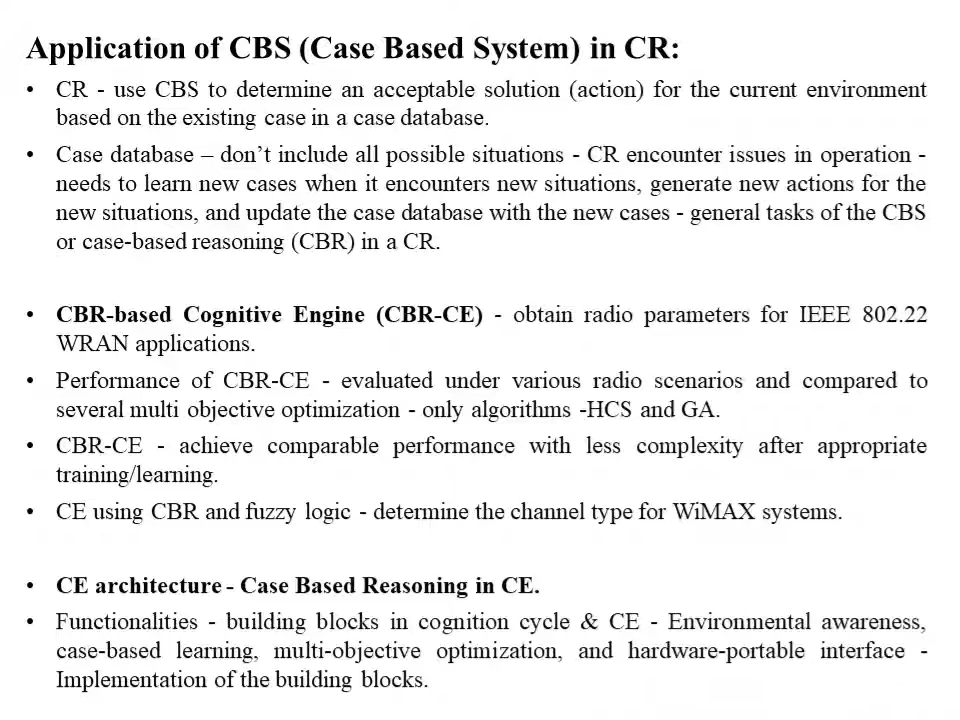 Application of CBS (Case Based System) in CR:
• CR - use CBS to determine an acceptable solution (action) for the current environment
based on the existing case in a case database.
• Case database – don’t include all possible situations - CR encounter issues in operation -
needs to learn new cases when it encounters new situations, generate new actions for the
new situations, and update the case database with the new cases - general tasks of the CBS
or case-based reasoning (CBR) in a CR.
• CBR-based Cognitive Engine (CBR-CE) - obtain radio parameters for IEEE 802.22
WRAN applications.
• Performance of CBR-CE - evaluated under various radio scenarios and compared to
several multi objective optimization - only algorithms -HCS and GA.
• CBR-CE - achieve comparable performance with less complexity after appropriate
training/learning.
• CE using CBR and fuzzy logic - determine the channel type for WiMAX systems.
• CE architecture - Case Based Reasoning in CE.
• Functionalities - building blocks in cognition cycle & CE - Environmental awareness,
case-based learning, multi-objective optimization, and hardware-portable interface -
Implementation of the building blocks.